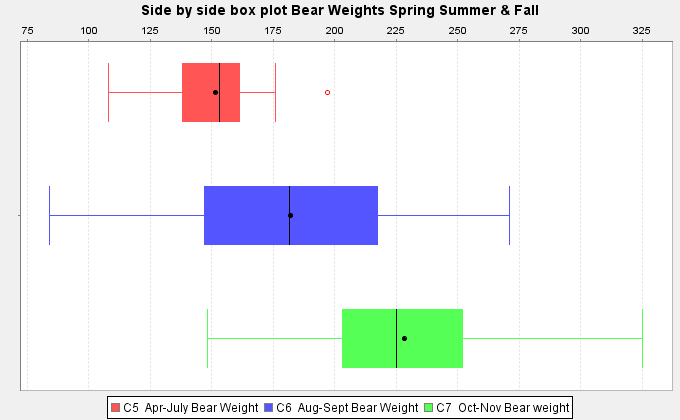 Side by side box plot Bear Weights Spring Summer & Fall
75 100 125 150 175 200 225 250 275 300 325
C5 Apr-July Bear Weight C6 Aug-Sept Bear Weight C7 Oct-Nov Bear weight